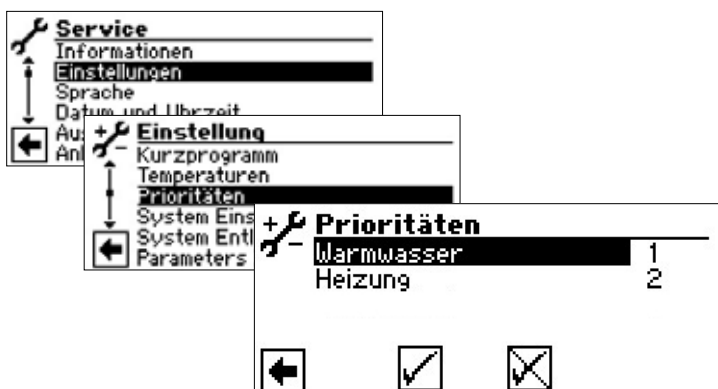 Service
Informationen
Einstellungen
Sprache
Datum und Uhrzeit
Einstellung
Kurzprogramm
Temperaturen
Prioritäten
System Eins
System Entl
Parameters
Prioritäten
Warmwasser 1
Heizung 2